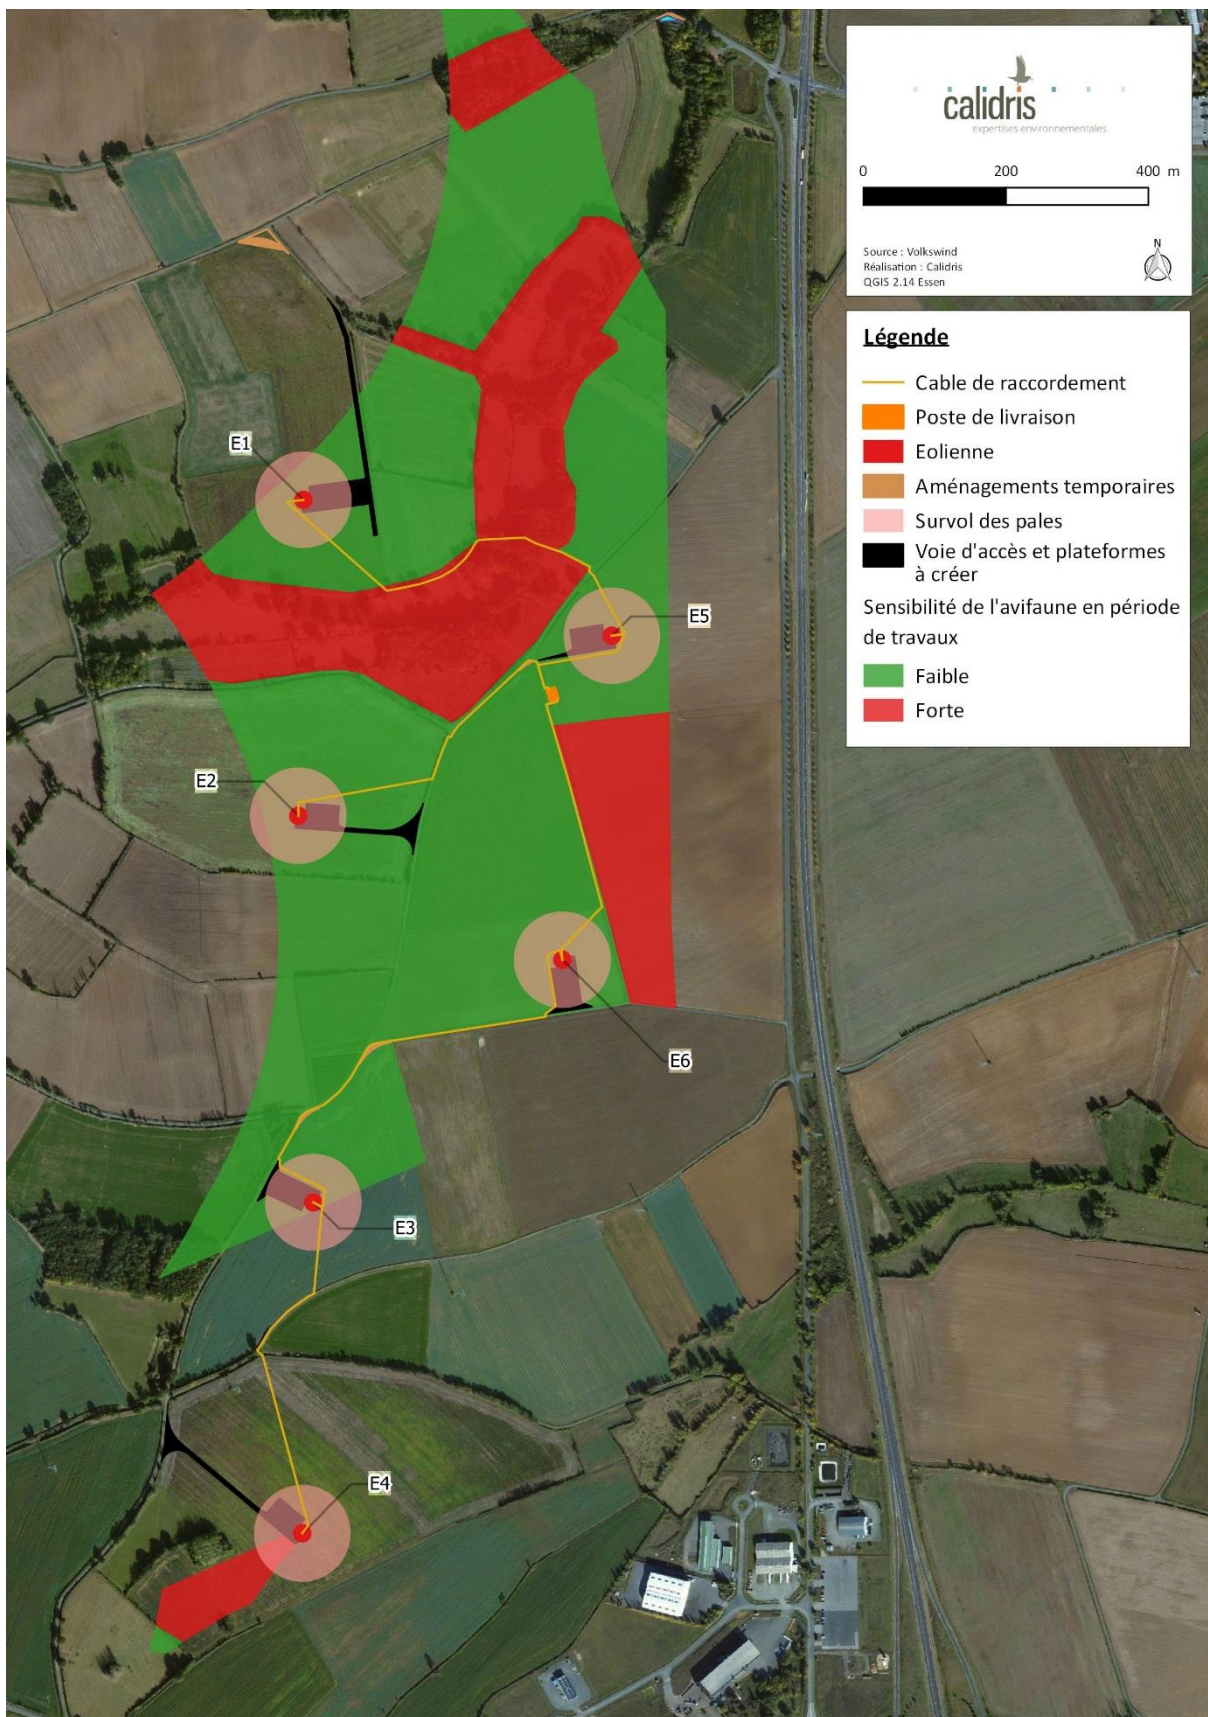 calidris
expertises environnementales
0 200 400 m
Source : Volkswind
Réalisation : Calidris
QGIS 2.14 Essen
N
Légende
Cable de raccordement
Poste de livraison
Eolienne
Aménagements temporaires
Survol des pales
Voie d'accès et plateformes
à créer
Sensibilité de l'avifaune en période
de travaux
Faible
Forte
E1
E5
E2
E6
E3
E4